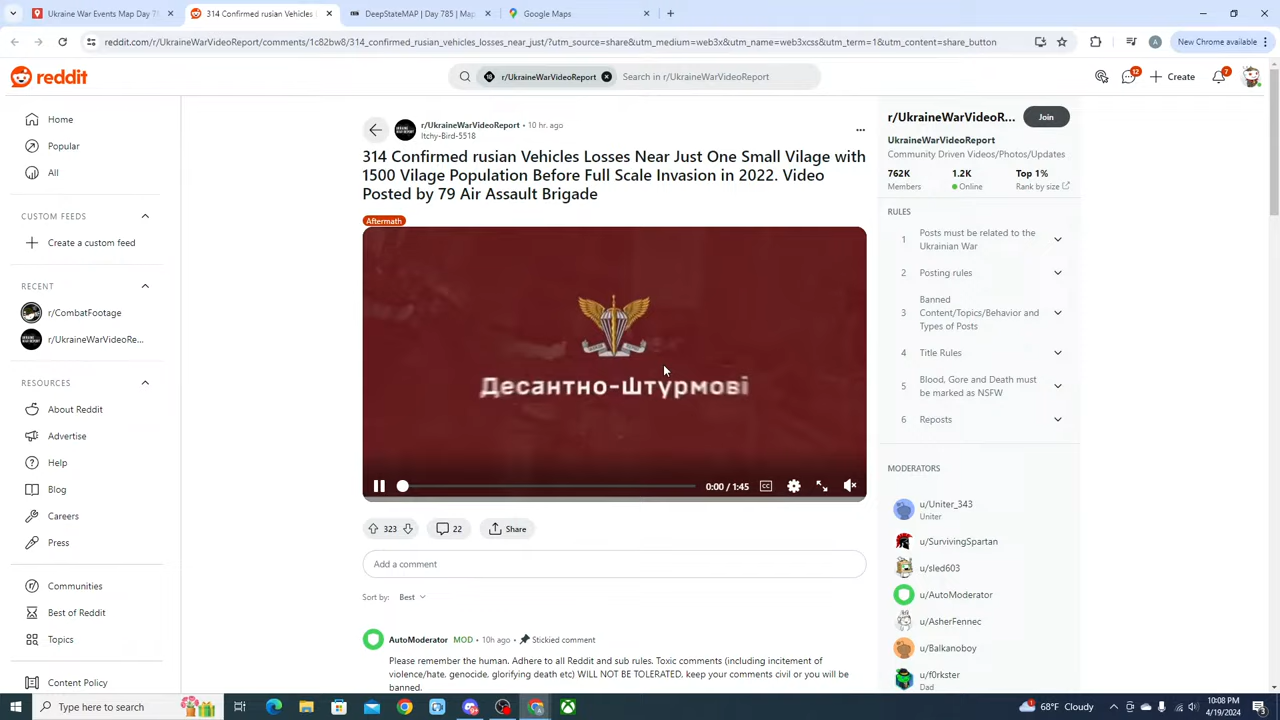 Ukraine War Events Map Day 7
314 Confirmed rusian Vehicles L
DeepStateMAP | Day 785 | Map
Google Maps
reddit.com/r/UkraineWarVideoReport/comments/1c82bw8/314_confirmed_rusian_vehicles_losses_near_just/?utm_source=share&utm_medium=web3x&utm_name=web3xcss&utm_term=1&utm_content=share_button
A
New Chrome available
reddit
r/UkraineWarVideoReport
Search in r/UkraineWarVideoReport
12
Create
7
Home
Popular
All
CUSTOM FEEDS
Create a custom feed
RECENT
r/CombatFootage
r/UkraineWarVideoRe...
RESOURCES
About Reddit
Advertise
Help
Blog
Careers
Press
Communities
Best of Reddit
Topics
Content Policy
r/UkraineWarVideoReport • 10 hr. ago
Itchy-Bird-5518
314 Confirmed rusian Vehicles Losses Near Just One Small Vilage with
1500 Vilage Population Before Full Scale Invasion in 2022. Video
Posted by 79 Air Assault Brigade
Aftermath
Десантно-штурмові
0:00 / 1:45
CC
323
22
Share
Add a comment
Sort by: Best
AutoModerator MOD • 10h ago • Stickied comment
Please remember the human. Adhere to all Reddit and sub rules. Toxic comments (including incitement of
violence/hate, genocide, glorifying death etc) WILL NOT BE TOLERATED, keep your comments civil or you will be
banned.
r/UkraineWarVideoR...
Join
UkraineWarVideoReport
Community Driven Videos/Photos/Updates
762K 1.2K Top 1%
Members Online Rank by size
RULES
1 Posts must be related to the
Ukrainian War
2 Posting rules
3 Banned
Content/Topics/Behavior and
Types of Posts
4 Title Rules
5 Blood, Gore and Death must
be marked as NSFW
6 Reposts
MODERATORS
u/Uniter_343
Uniter
u/SurvivingSpartan
u/sled603
u/AutoModerator
u/AsherFennec
u/Balkanoboy
u/f0rkster
Dad
Type here to search
68°F Cloudy
10:08 PM
4/19/2024